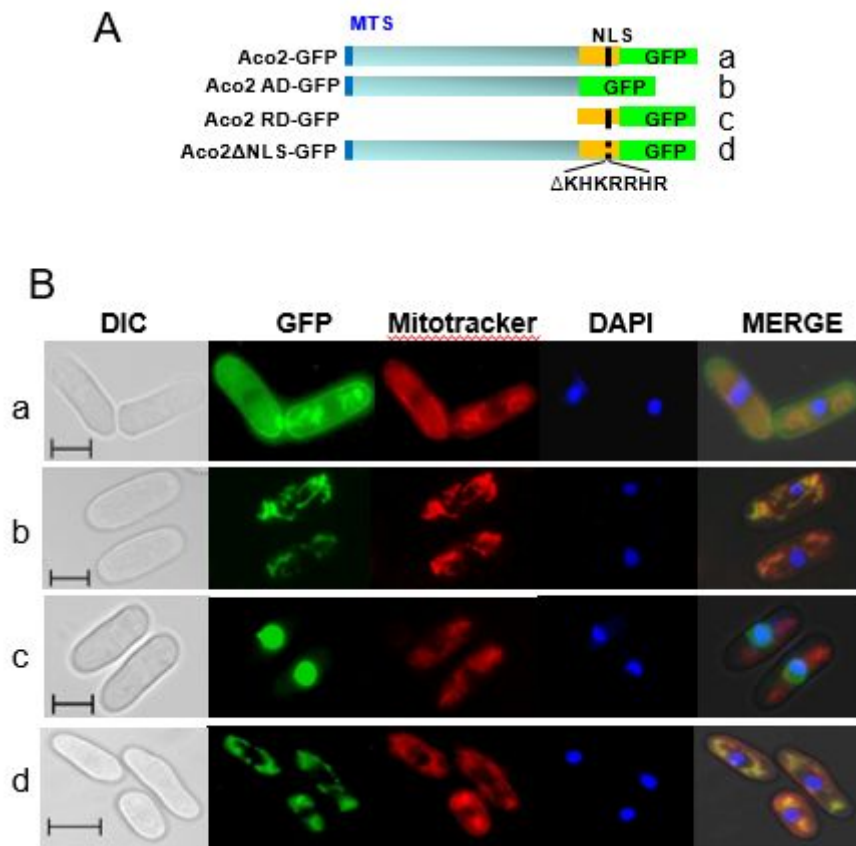 A
MTS
NLS
Aco2-GFP GFP a
Aco2 AD-GFP GFP b
Aco2 RD-GFP GFP c
Aco2ΔNLS-GFP GFP d
ΔKHKRRHR
B
DIC GFP Mitotracker DAPI MERGE
a
b
c
d